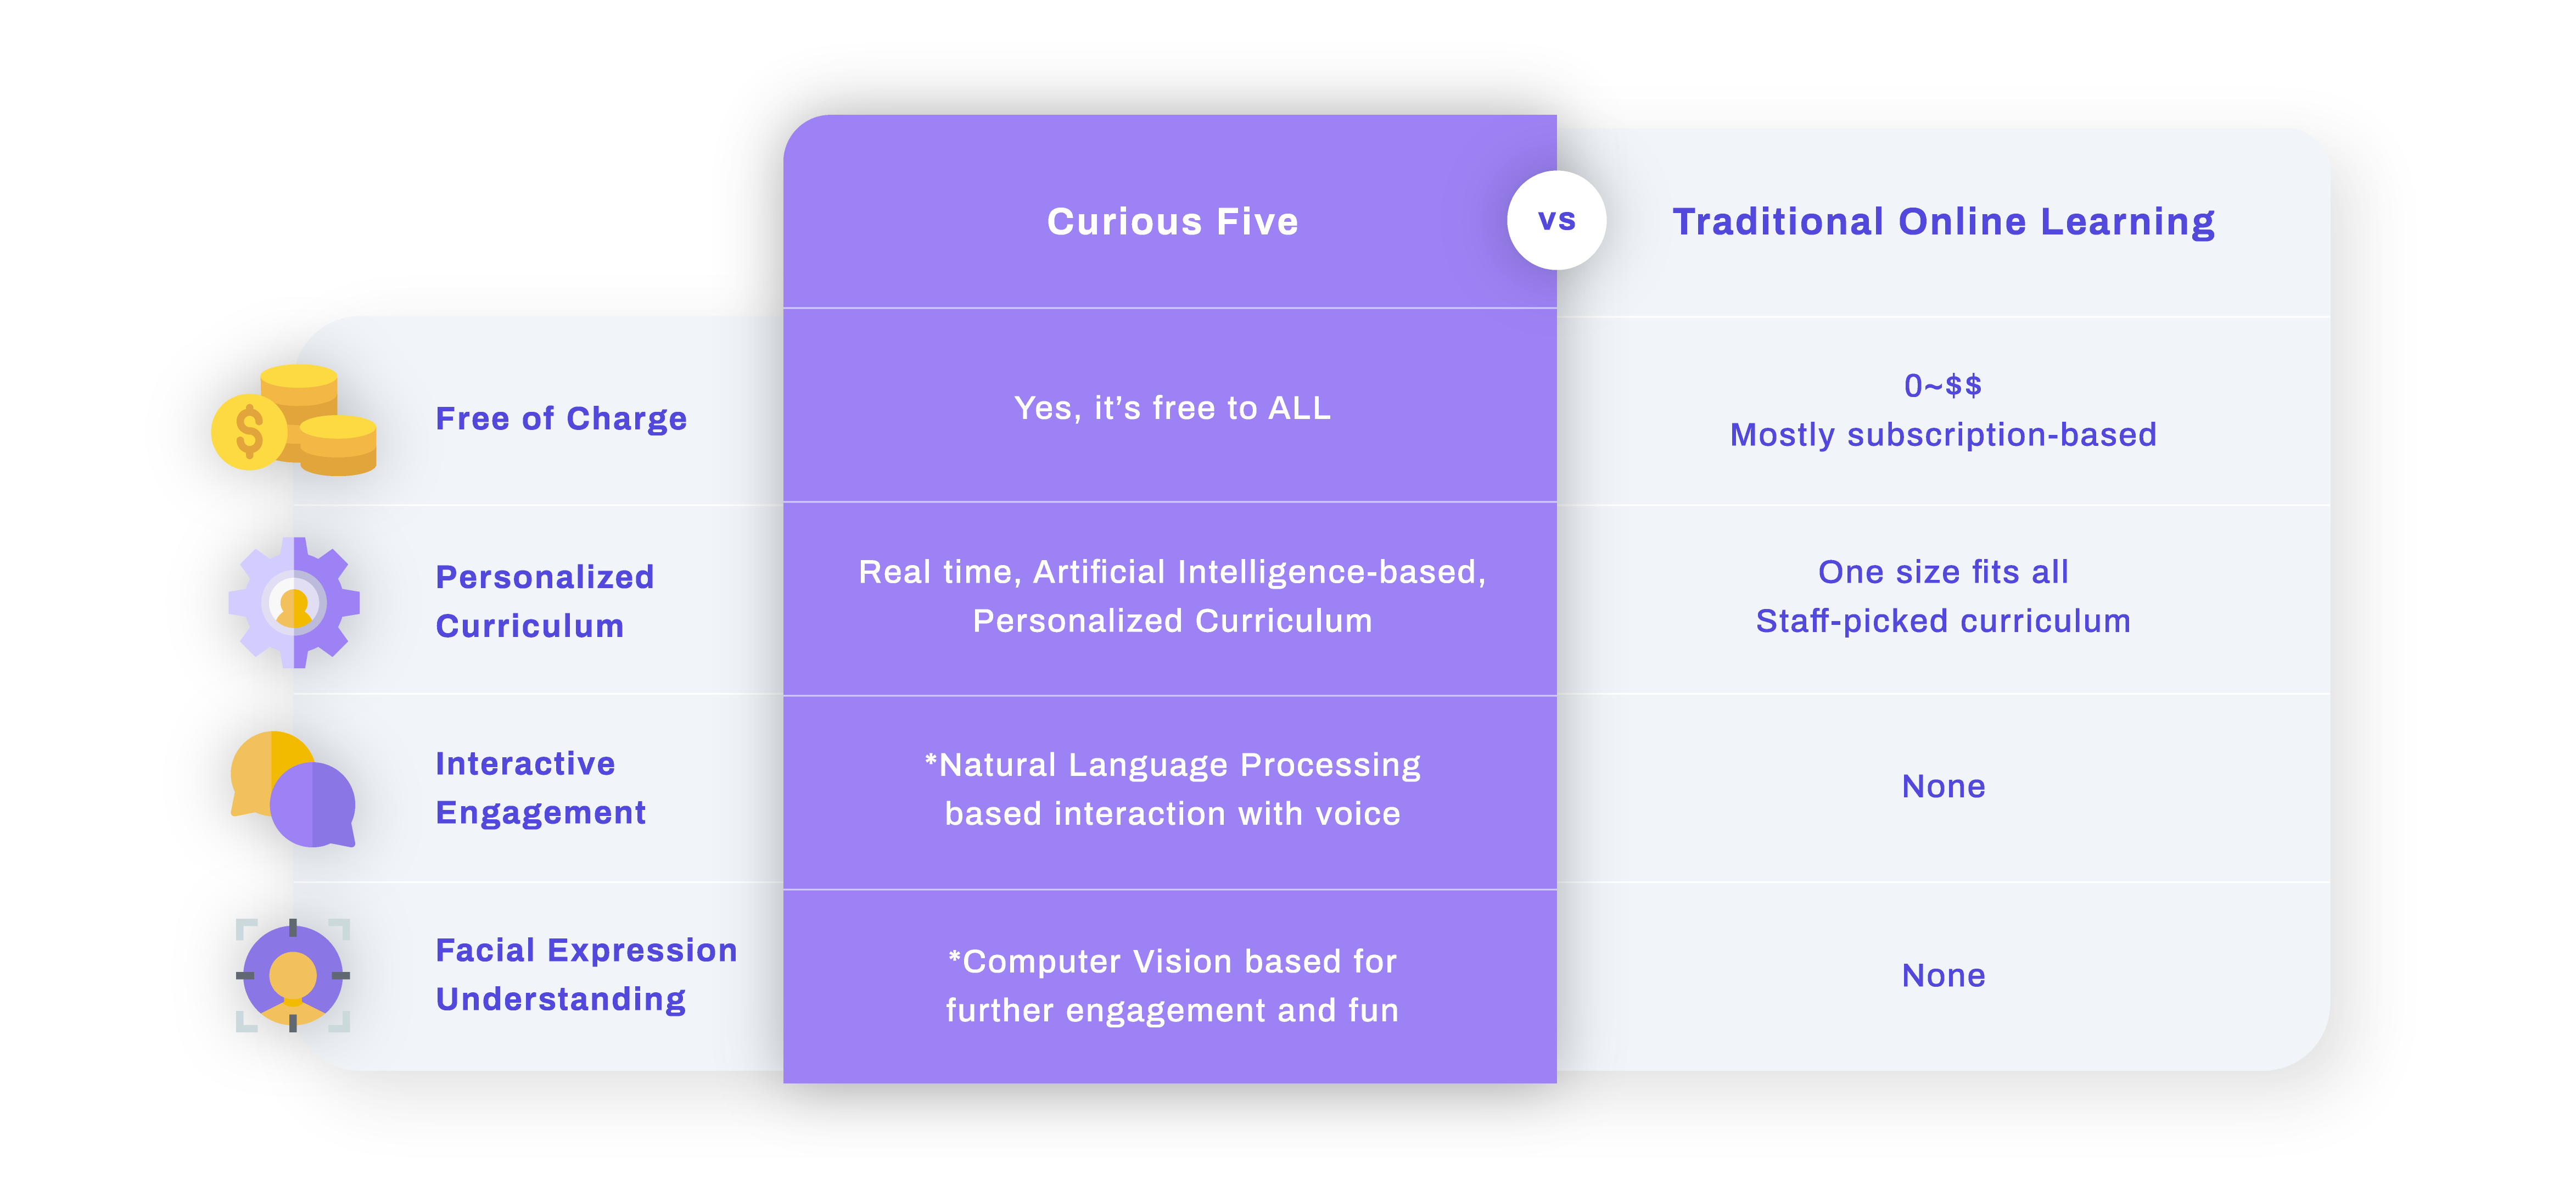 Curious Five
vs
Traditional Online Learning
$
Free of Charge
Yes, it’s free to ALL
0~$$
Mostly subscription-based
Personalized
Curriculum
Real time, Artificial Intelligence-based,
Personalized Curriculum
One size fits all
Staff-picked curriculum
Interactive
Engagement
*Natural Language Processing
based interaction with voice
None
Facial Expression
Understanding
*Computer Vision based for
further engagement and fun
None